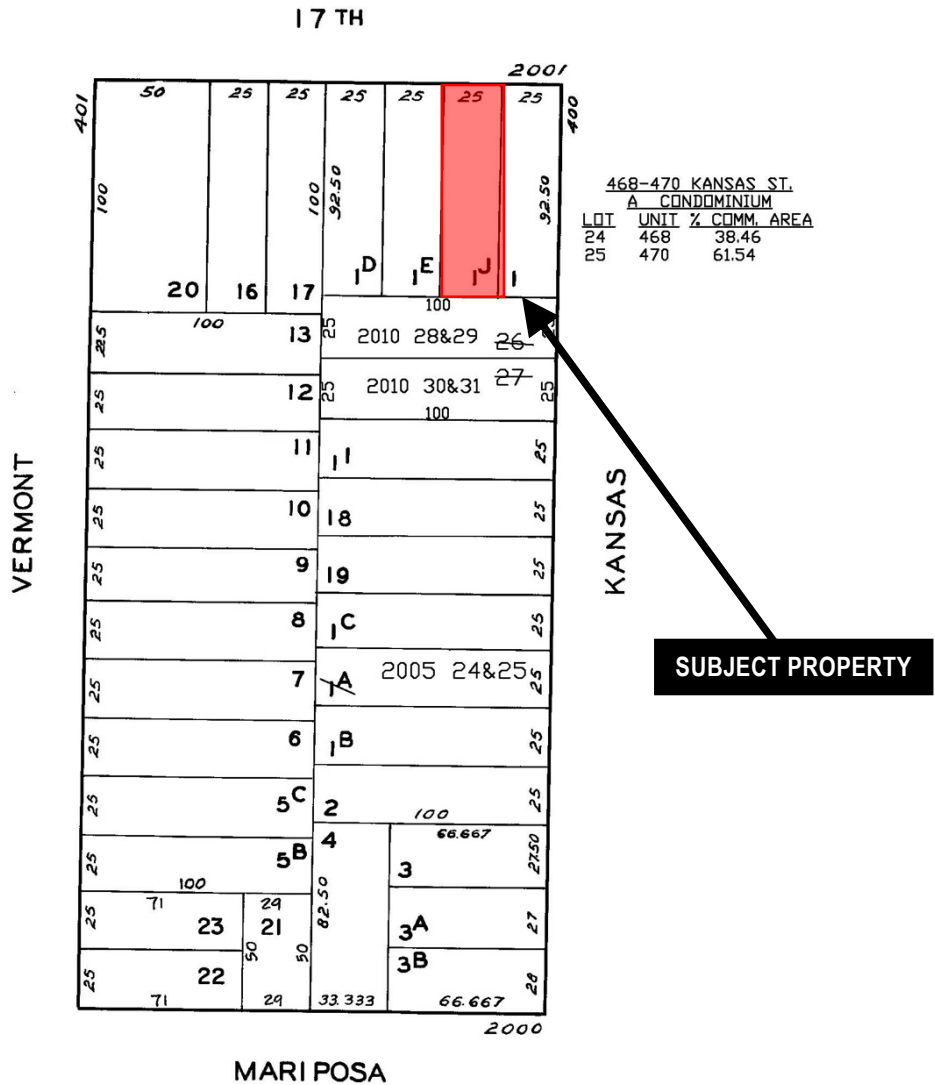 17 TH
2001
401
50 25 25 25 25 25 25
400
100
100
92.50
92.50
1D 1E 1J 1
20 16 17
468-470 KANSAS ST.
A CONDOMINIUM
LOT UNIT % COMM. AREA
24 468 38.46
25 470 61.54
100
100
13
25 2010 28&29 26 25
12
25
25 2010 30&31 27 25
100
25 11
11 25
25 10
18 25
25 9
19 25
25 8
1C 25
25 7
1A 2005 24&25 25
25 6
1B 25
25 5C
2 25
100
25 5B
100
4
82.50
66.667
3 27.50
3A 27
3B 28
66.667
33.333
71
25 23
29
21
50 50
29
25 22
71
2000
VERMONT
KANSAS
SUBJECT PROPERTY
MARIPOSA